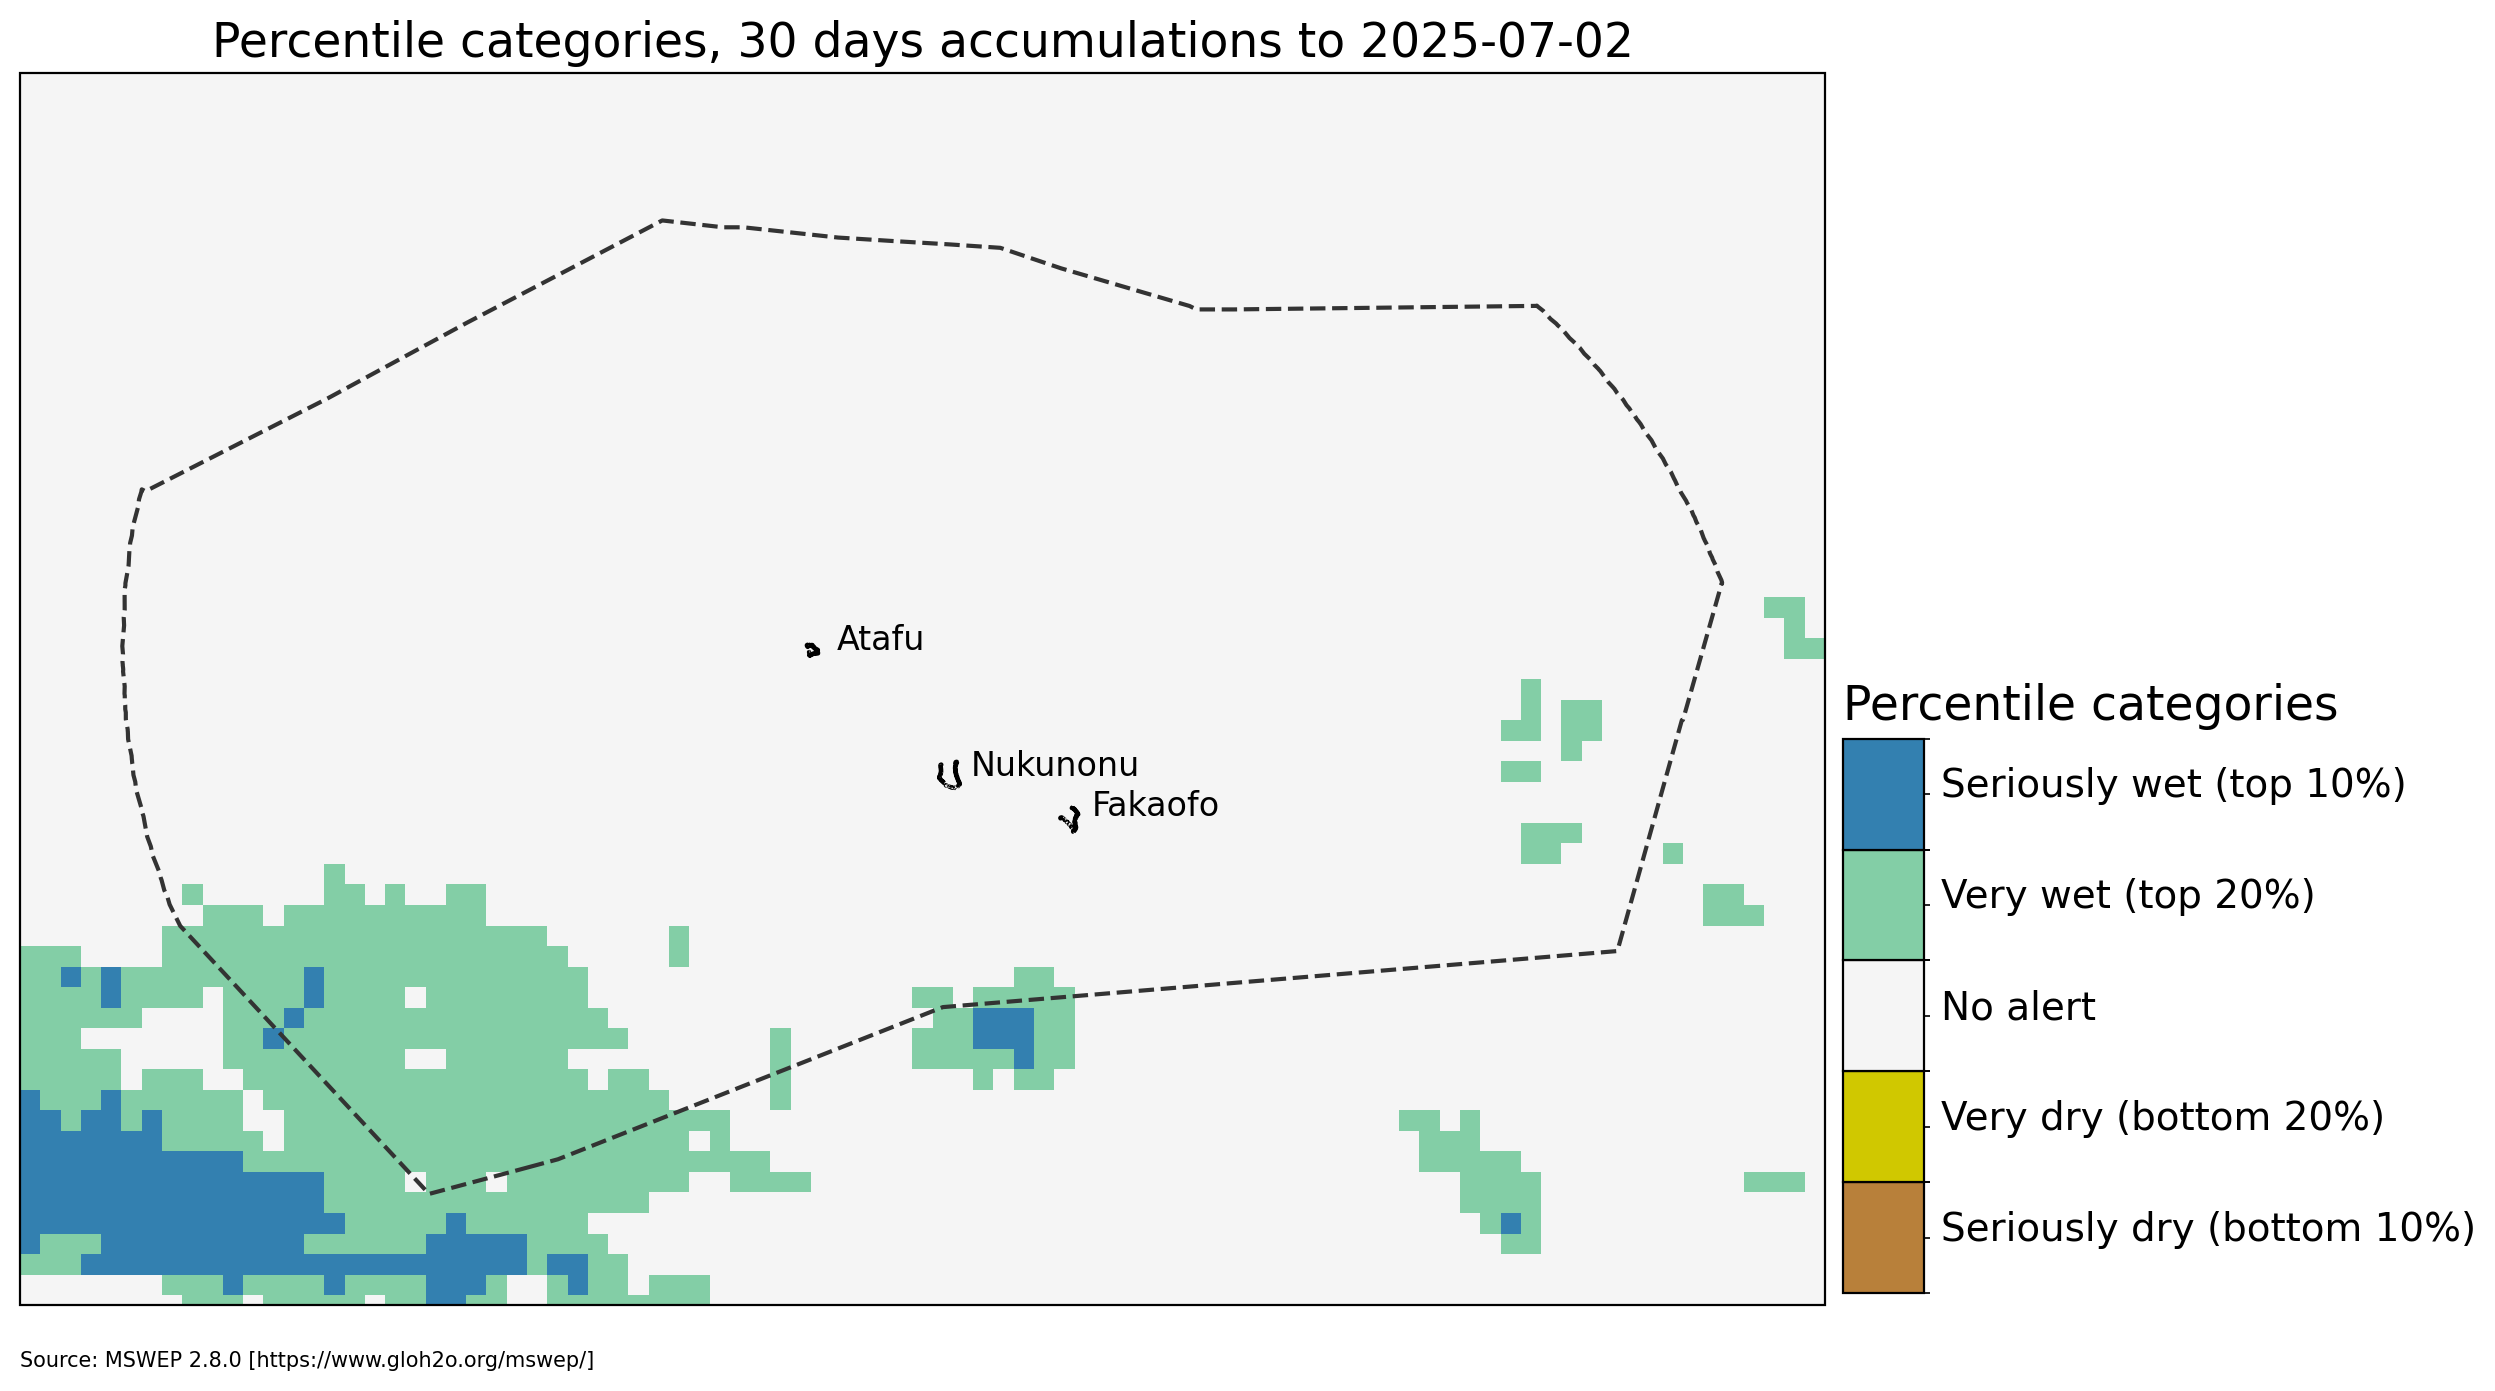 Percentile categories, 30 days accumulations to 2025-07-02
Atafu
Nukunonu
Fakaofo
Percentile categories
Seriously wet (top 10%)
Very wet (top 20%)
No alert
Very dry (bottom 20%)
Seriously dry (bottom 10%)
Source: MSWEP 2.8.0 [https://www.gloh2o.org/mswep/]